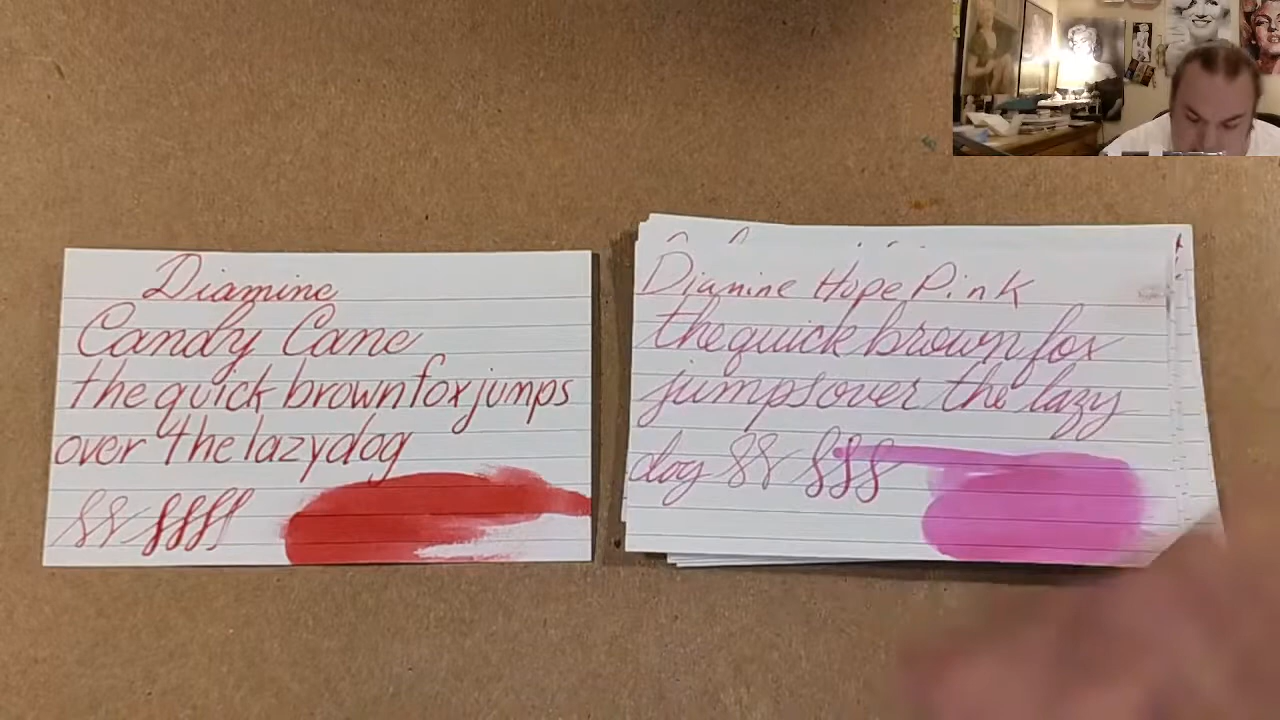 Diamine
Candy Cane
the quick brown fox jumps
over the lazy dog
Diamine Hope Pink
the quick brown fox
jumps over the lazy
dog